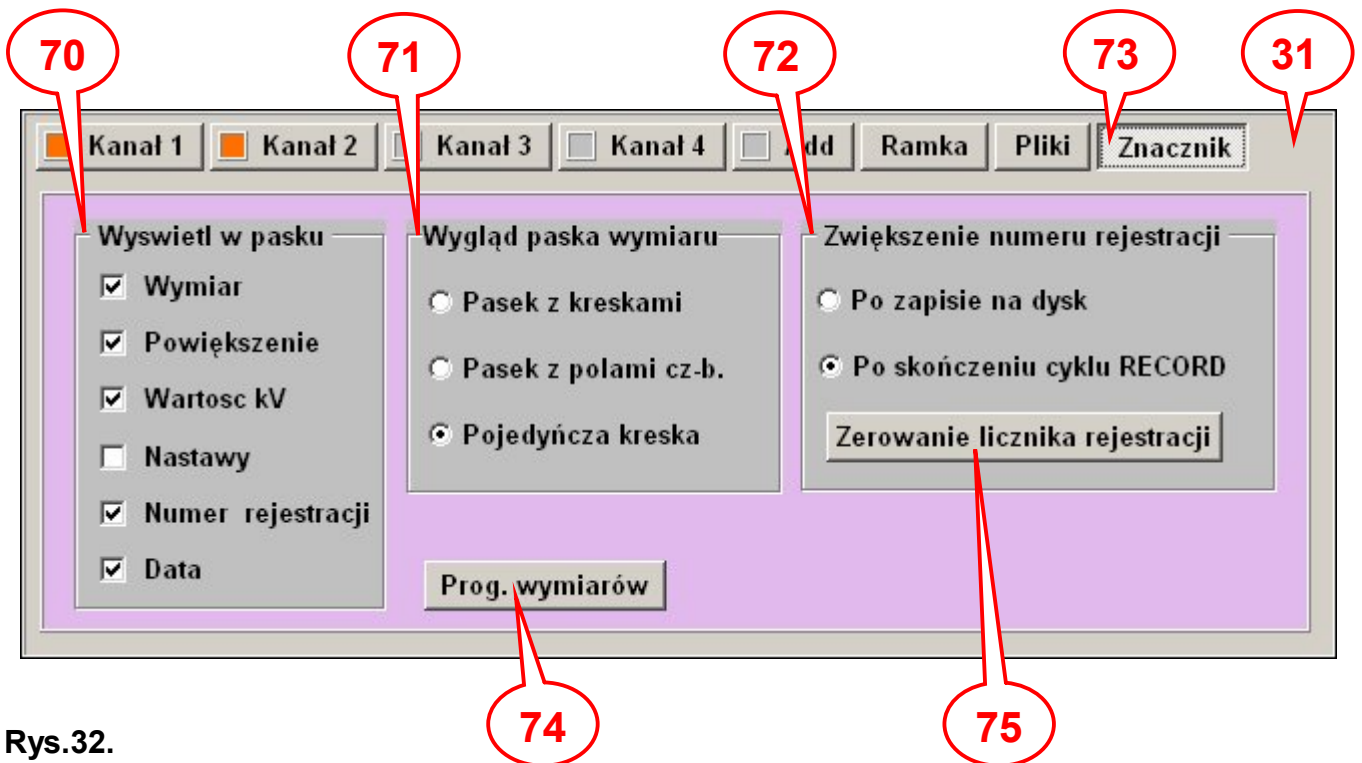 70 71 72 73 31
Kanał 1 Kanał 2 Kanał 3 Kanał 4 Add Ramka Pliki Znacznik
Wyswietl w pasku
Wymiar
Powiększenie
Wartosc kV
Nastawy
Numer rejestracji
Data
Wygląd paska wymiaru
Pasek z kreskami
Pasek z polami cz-b.
Pojedyńcza kreska
Prog. wymiarów
Zwiększenie numeru rejestracji
Po zapisie na dysk
Po skończeniu cyklu RECORD
Zerowanie licznika rejestracji
74 75
Rys.32.